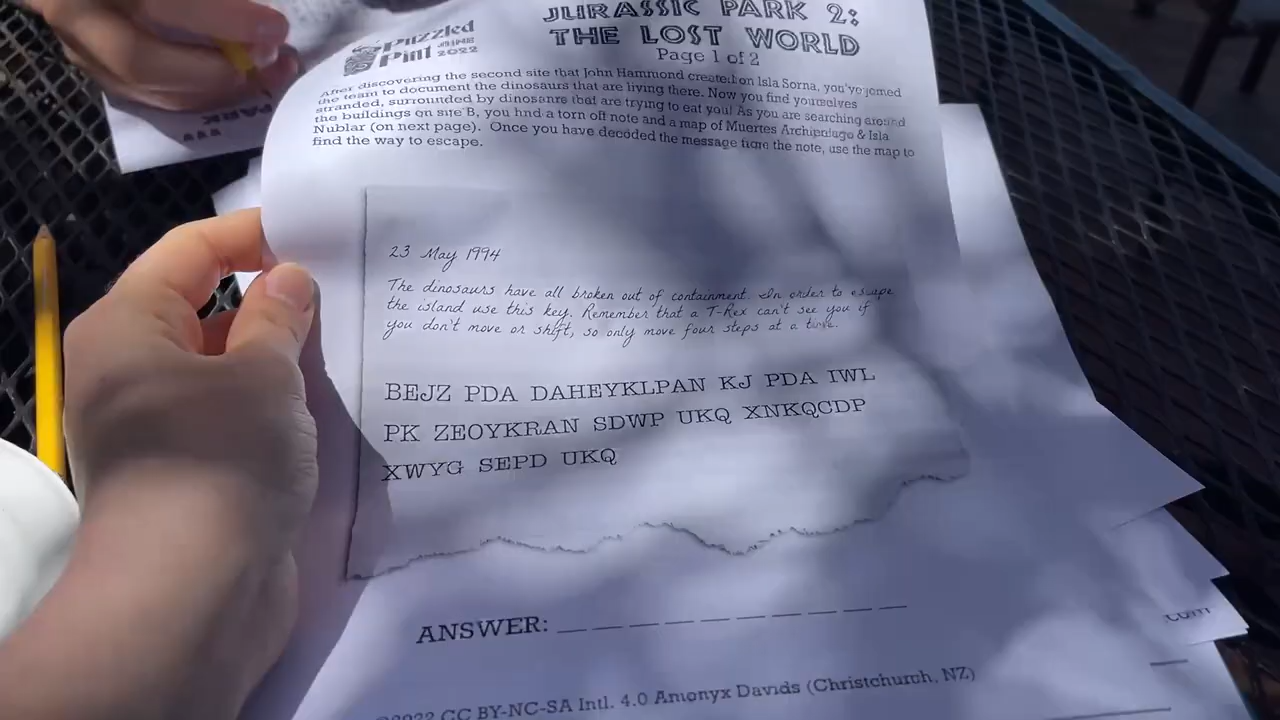 Puzzled
Pint
JUNE
2022
JURASSIC PARK 2:
THE LOST WORLD
Page 1 of 2
After discovering the second site that John Hammond created on Isla Sorna, you've joined
the team to document the dinosaurs that are living there. Now you find yourselves
stranded, surrounded by dinosaurs that are trying to eat you! As you are searching around
the buildings on site B, you find a torn off note and a map of Muertes Archipelago & Isla
Nublar (on next page). Once you have decoded the message from the note, use the map to
find the way to escape.
23 May 1994
The dinosaurs have all broken out of containment. In order to escape
the island use this key. Remember that a T-Rex can't see you if
you don't move or shift, so only move four steps at a time.
BEJZ PDA DAHEYKLPAN KJ PDA IWL
PK ZEOYKRAN SDWP UKQ XNKQCDP
XWYG SEPD UKQ
ANSWER:
©2022 CC BY-NC-SA Intl. 4.0 Amonyx Davids (Christchurch, NZ)
PARK